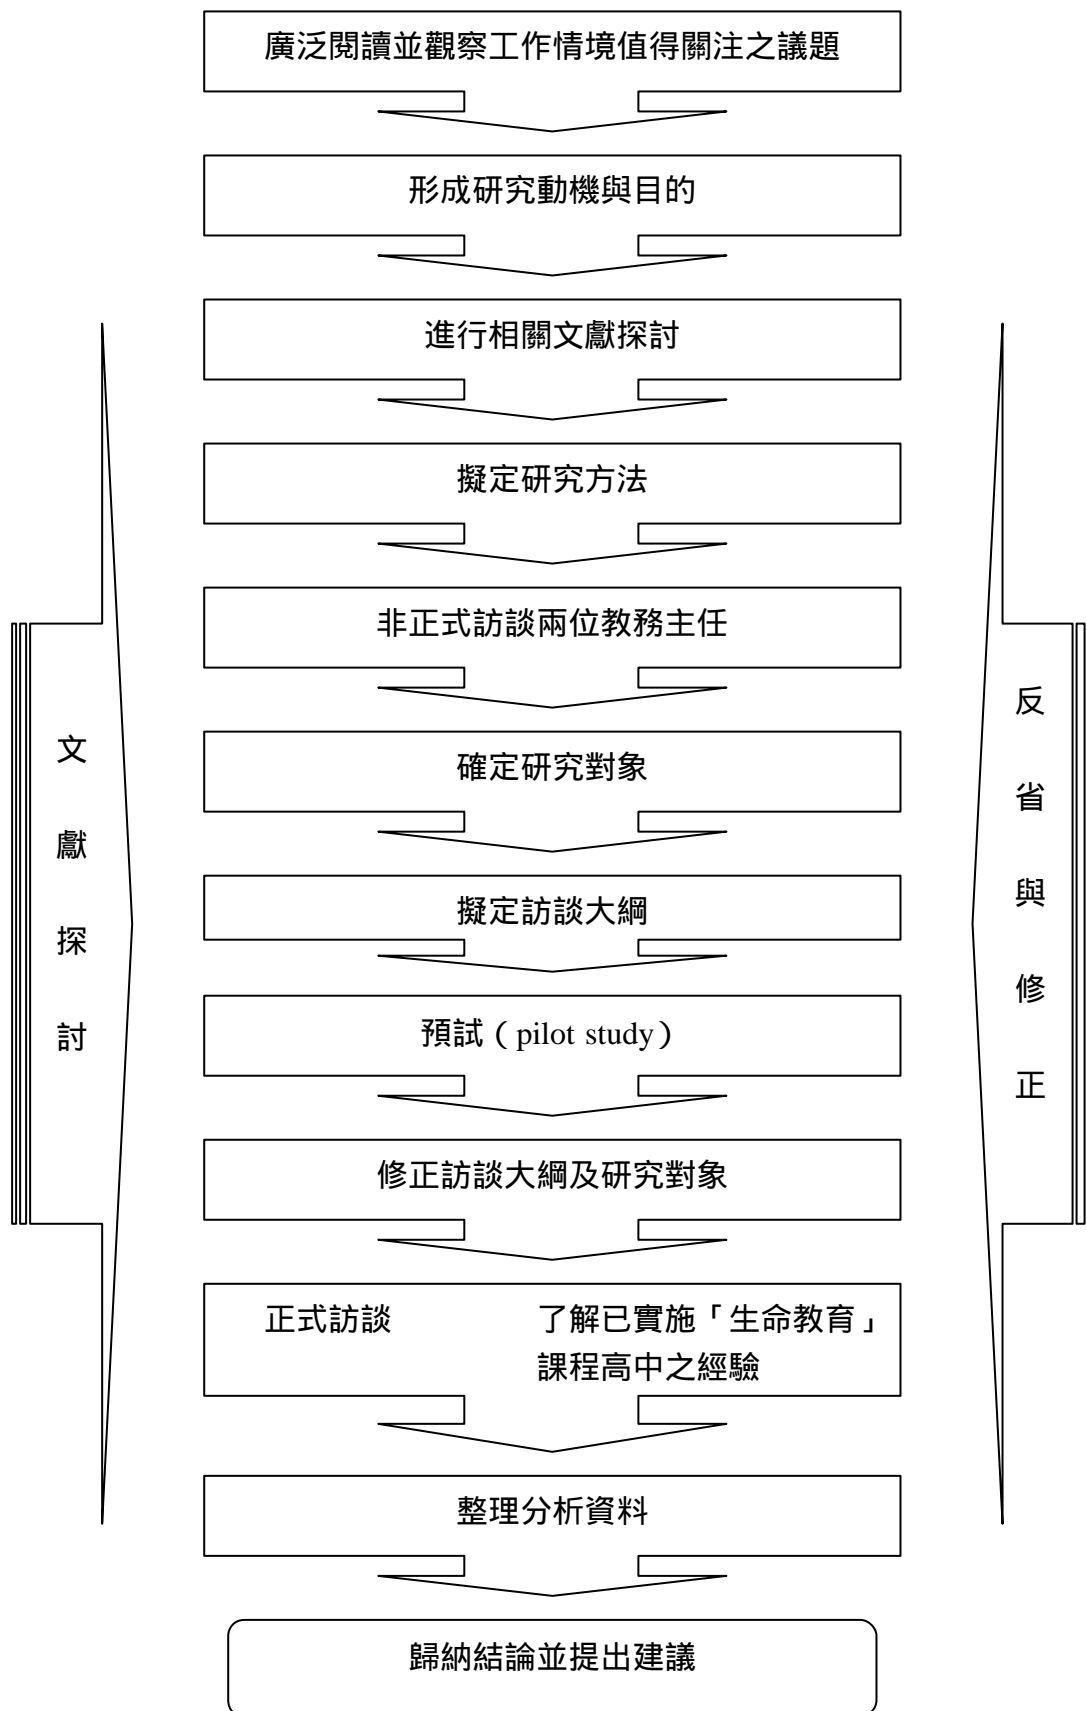 廣泛閱讀並觀察工作情境值得關注之議題
形成研究動機與目的
進行相關文獻探討
擬定研究方法
非正式訪談兩位教務主任
確定研究對象
擬定訪談大綱
預試（pilot study）
修正訪談大綱及研究對象
正式訪談
了解已實施「生命教育」
課程高中之經驗
整理分析資料
歸納結論並提出建議
文獻探討
反省與修正